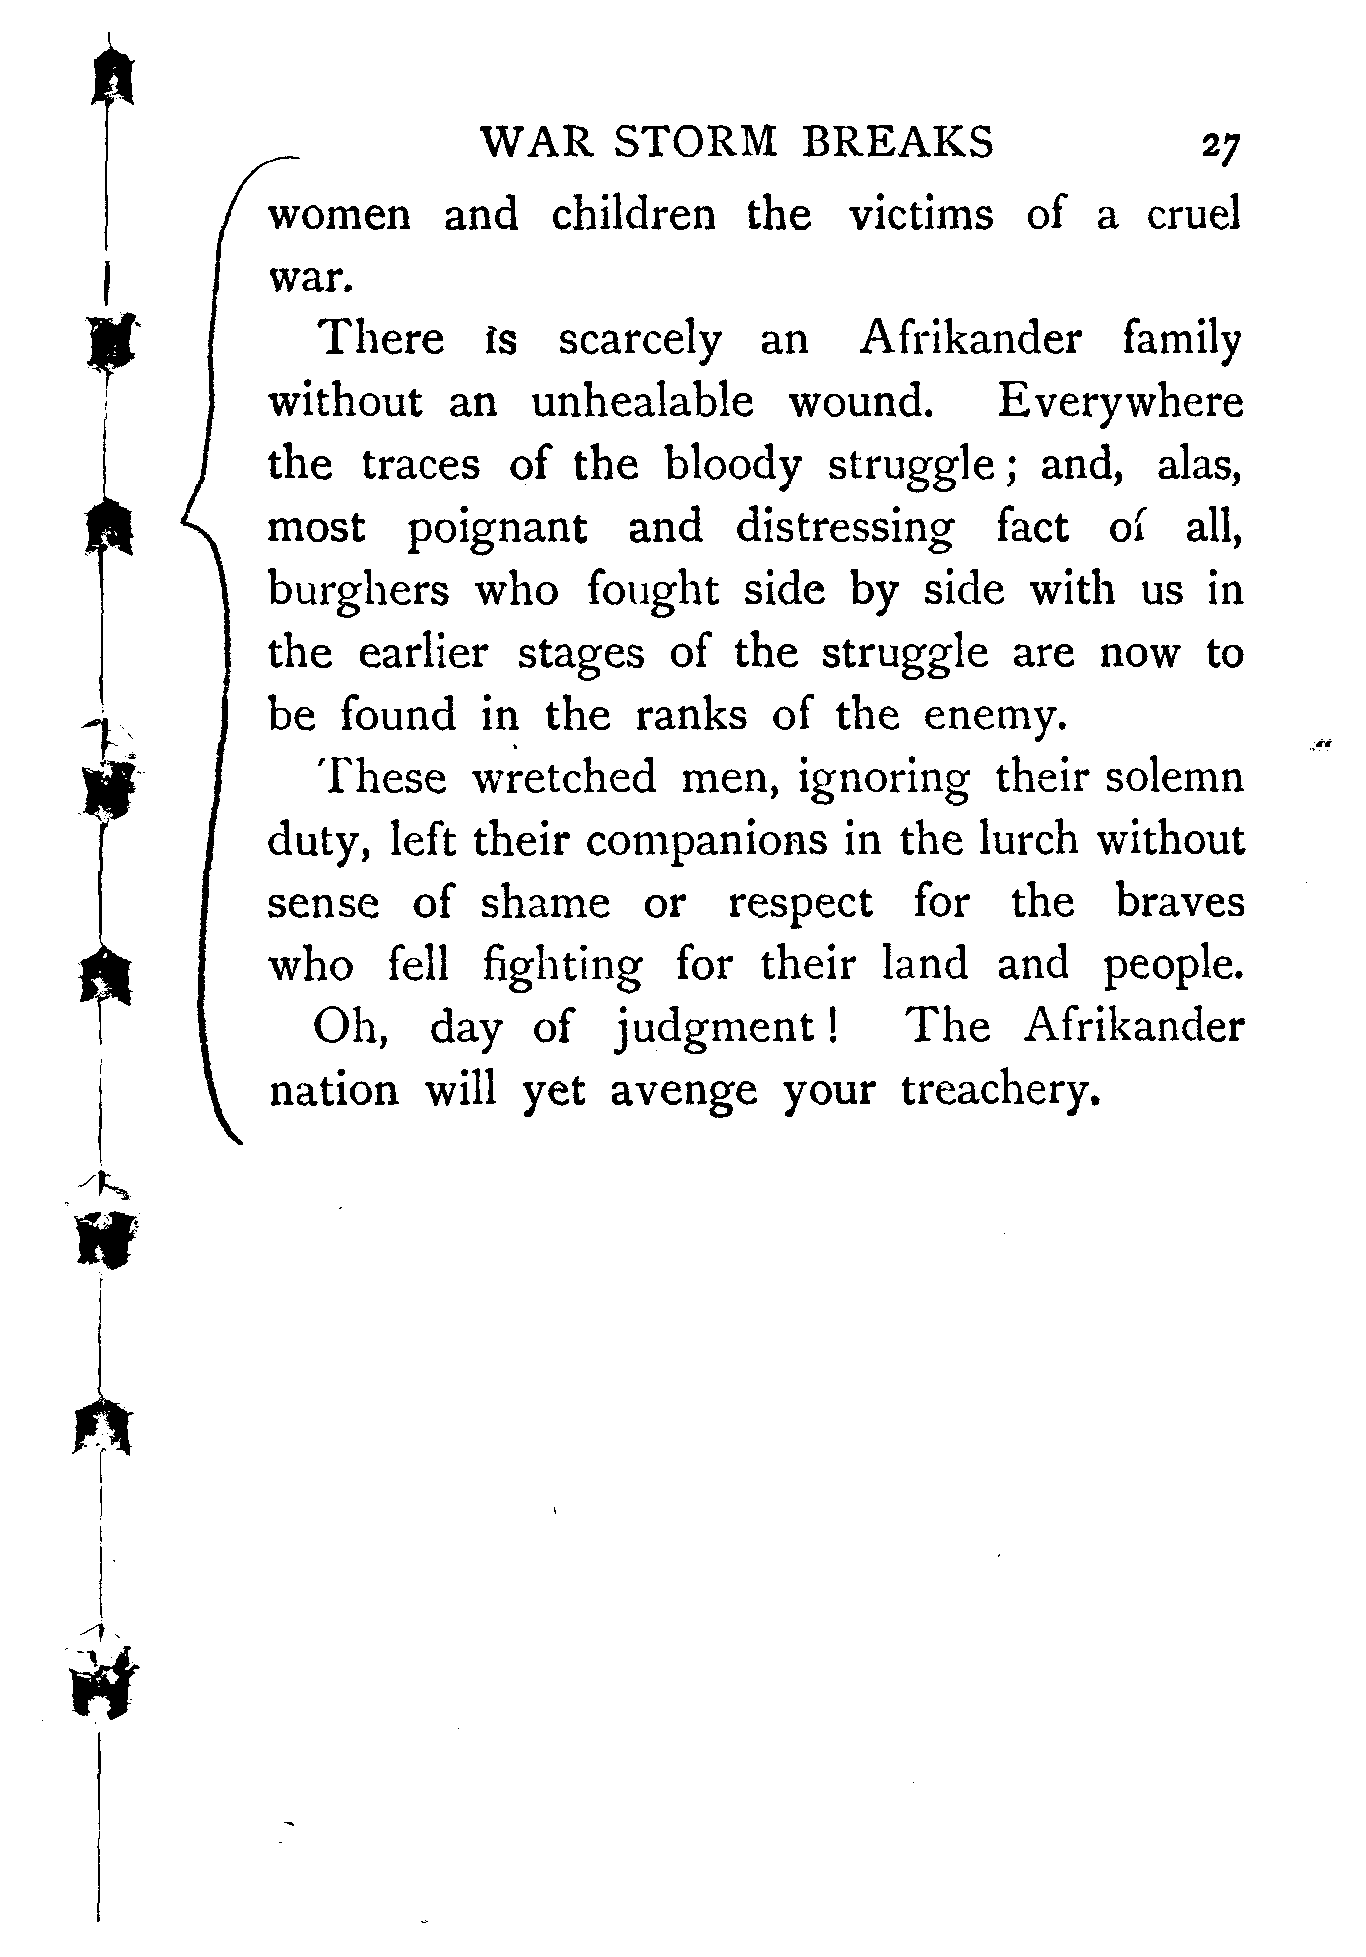 WAR STORM BREAKS 27
women and children the victims of a cruel
war.
There is scarcely an Afrikander family
without an unhealable wound. Everywhere
the traces of the bloody struggle; and, alas,
most poignant and distressing fact of all,
burghers who fought side by side with us in
the earlier stages of the struggle are now to
be found in the ranks of the enemy.
These wretched men, ignoring their solemn
duty, left their companions in the lurch without
sense of shame or respect for the braves
who fell fighting for their land and people.
Oh, day of judgment! The Afrikander
nation will yet avenge your treachery.